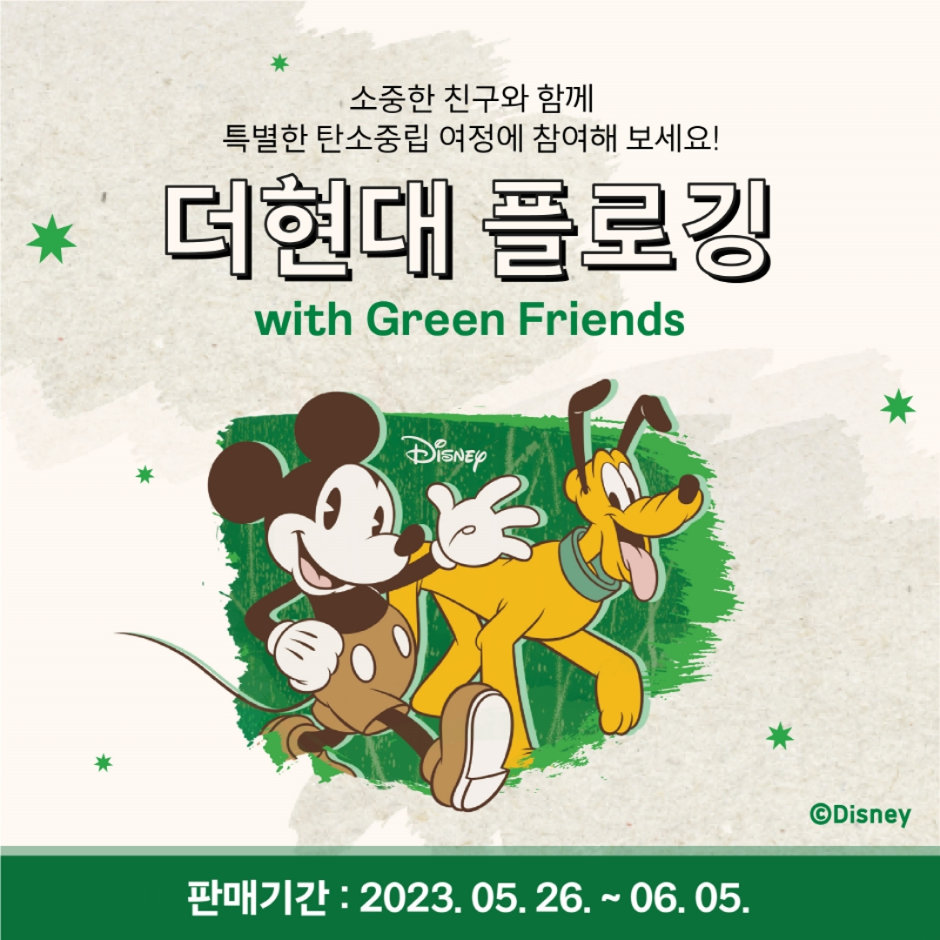 소중한 친구와 함께
특별한 탄소중립 여정에 참여해 보세요!
더현대 플로깅
with Green Friends
Disney
©Disney
판매기간 : 2023. 05. 26. ~ 06. 05.